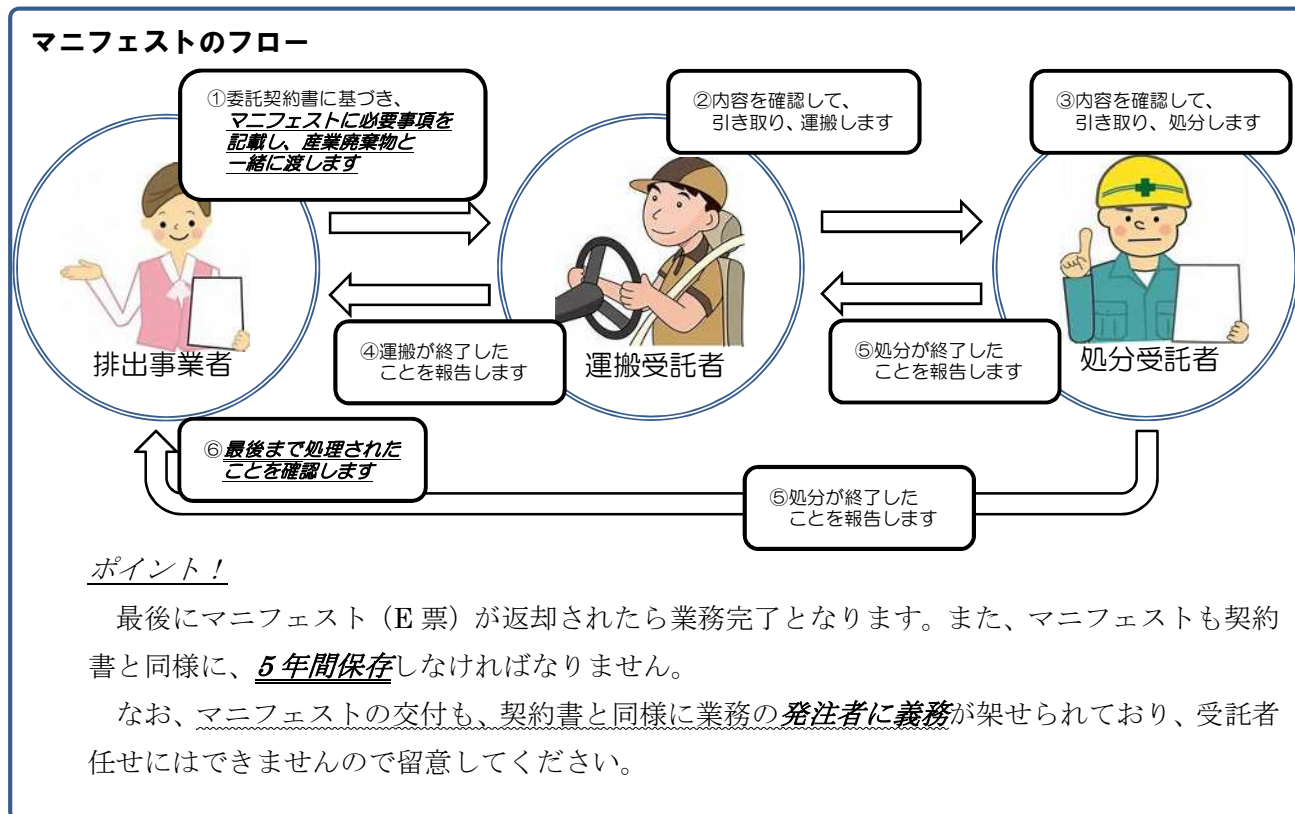 マニフェストのフロー
①委託契約書に基づき、
マニフェストに必要事項を
記載し、産業廃棄物と
一緒に渡します
②内容を確認して、
引き取り、運搬します
③内容を確認して、
引き取り、処分します
排出事業者
④運搬が終了した
ことを報告します
運搬受託者
⑤処分が終了した
ことを報告します
処分受託者
⑥最後まで処理された
ことを確認します
⑤処分が終了した
ことを報告します
ポイント！
最後にマニフェスト（E 票）が返却されたら業務完了となります。また、マニフェストも契約
書と同様に、5 年間保存しなければなりません。
なお、マニフェストの交付も、契約書と同様に業務の発注者に義務が架せられており、受託者
任せにはできませんので留意してください。